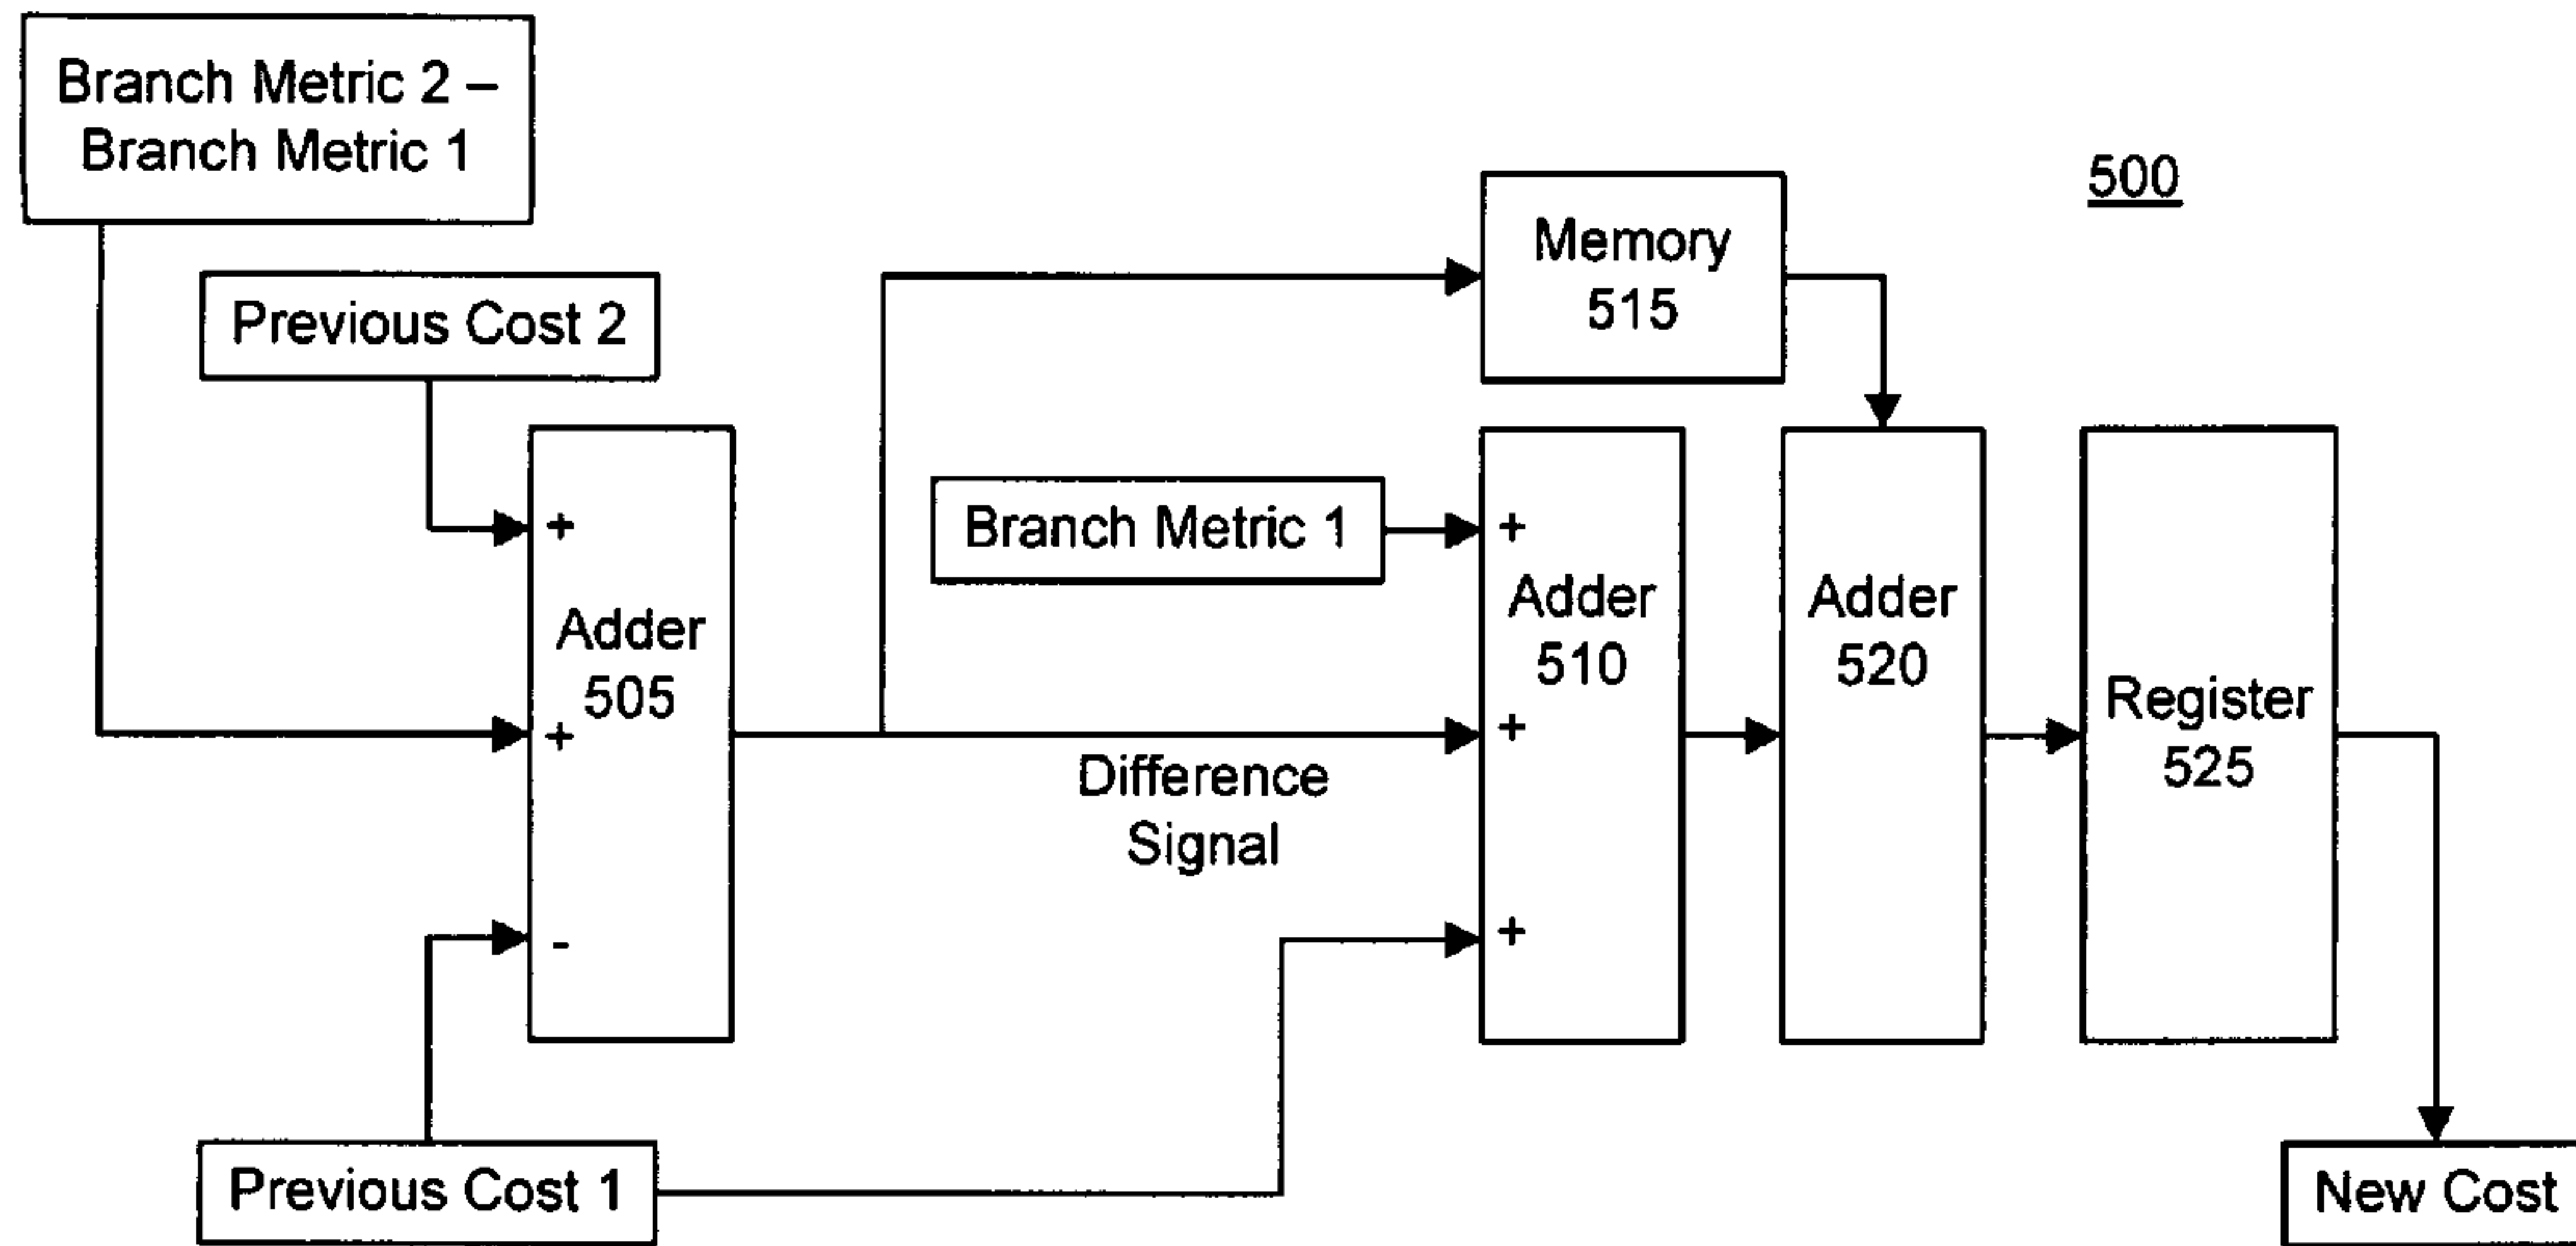 Branch Metric 2 –
Branch Metric 1
500
Memory
515
Previous Cost 2
Branch Metric 1
+
+
-
Adder
505
+
+
+
Adder
510
Adder
520
Register
525
Difference
Signal
Previous Cost 1
New Cost